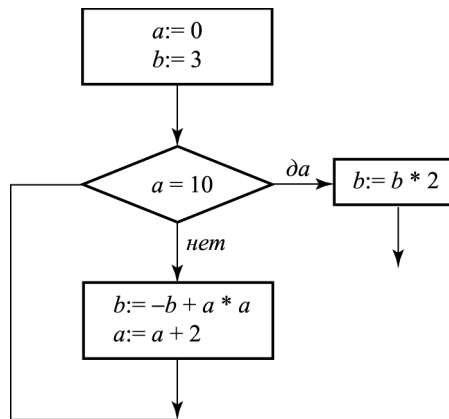 a:= 0
b:= 3
a = 10
да
b:= b * 2
нет
b:= –b + a * a
a:= a + 2